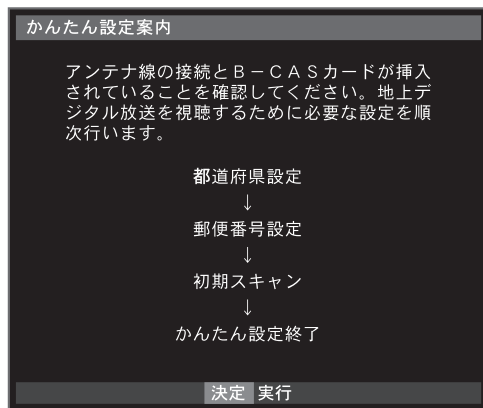 かんたん設定案内
アンテナ線の接続とＢ－ＣＡＳカードが挿入
されていることを確認してください。地上デ
ジタル放送を視聴するために必要な設定を順
次行います。
都道府県設定
↓
郵便番号設定
↓
初期スキャン
↓
かんたん設定終了
決定 実行